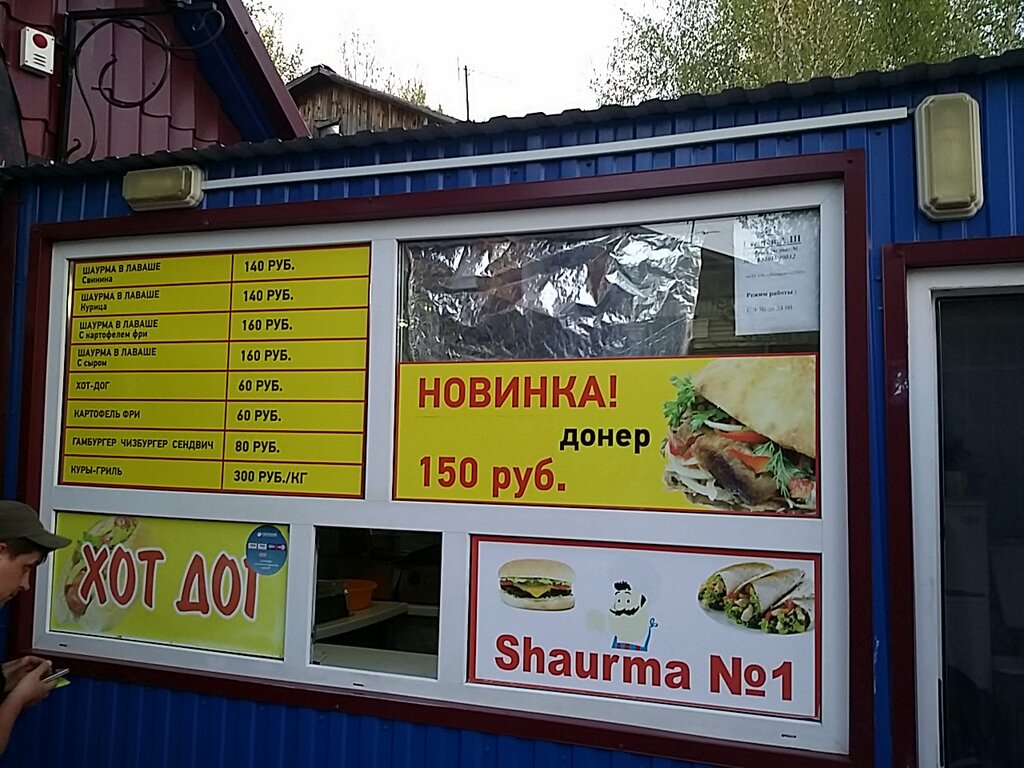 ШАУРМА В ЛАВАШЕ 140 РУБ.
Свинина
ШАУРМА В ЛАВАШЕ 140 РУБ.
Курица
ШАУРМА В ЛАВАШЕ 160 РУБ.
С картофелем фри
ШАУРМА В ЛАВАШЕ 160 РУБ.
С сыром
ХОТ-ДОГ 60 РУБ.
КАРТОФЕЛЬ ФРИ 60 РУБ.
ГАМБУРГЕР ЧИЗБУРГЕР СЕНДВИЧ 80 РУБ.
КУРЫ-ГРИЛЬ 300 РУБ./КГ
Режим работы :
НОВИНКА!
донер
150 руб.
ХОТ ДОГ
Shaurma №1